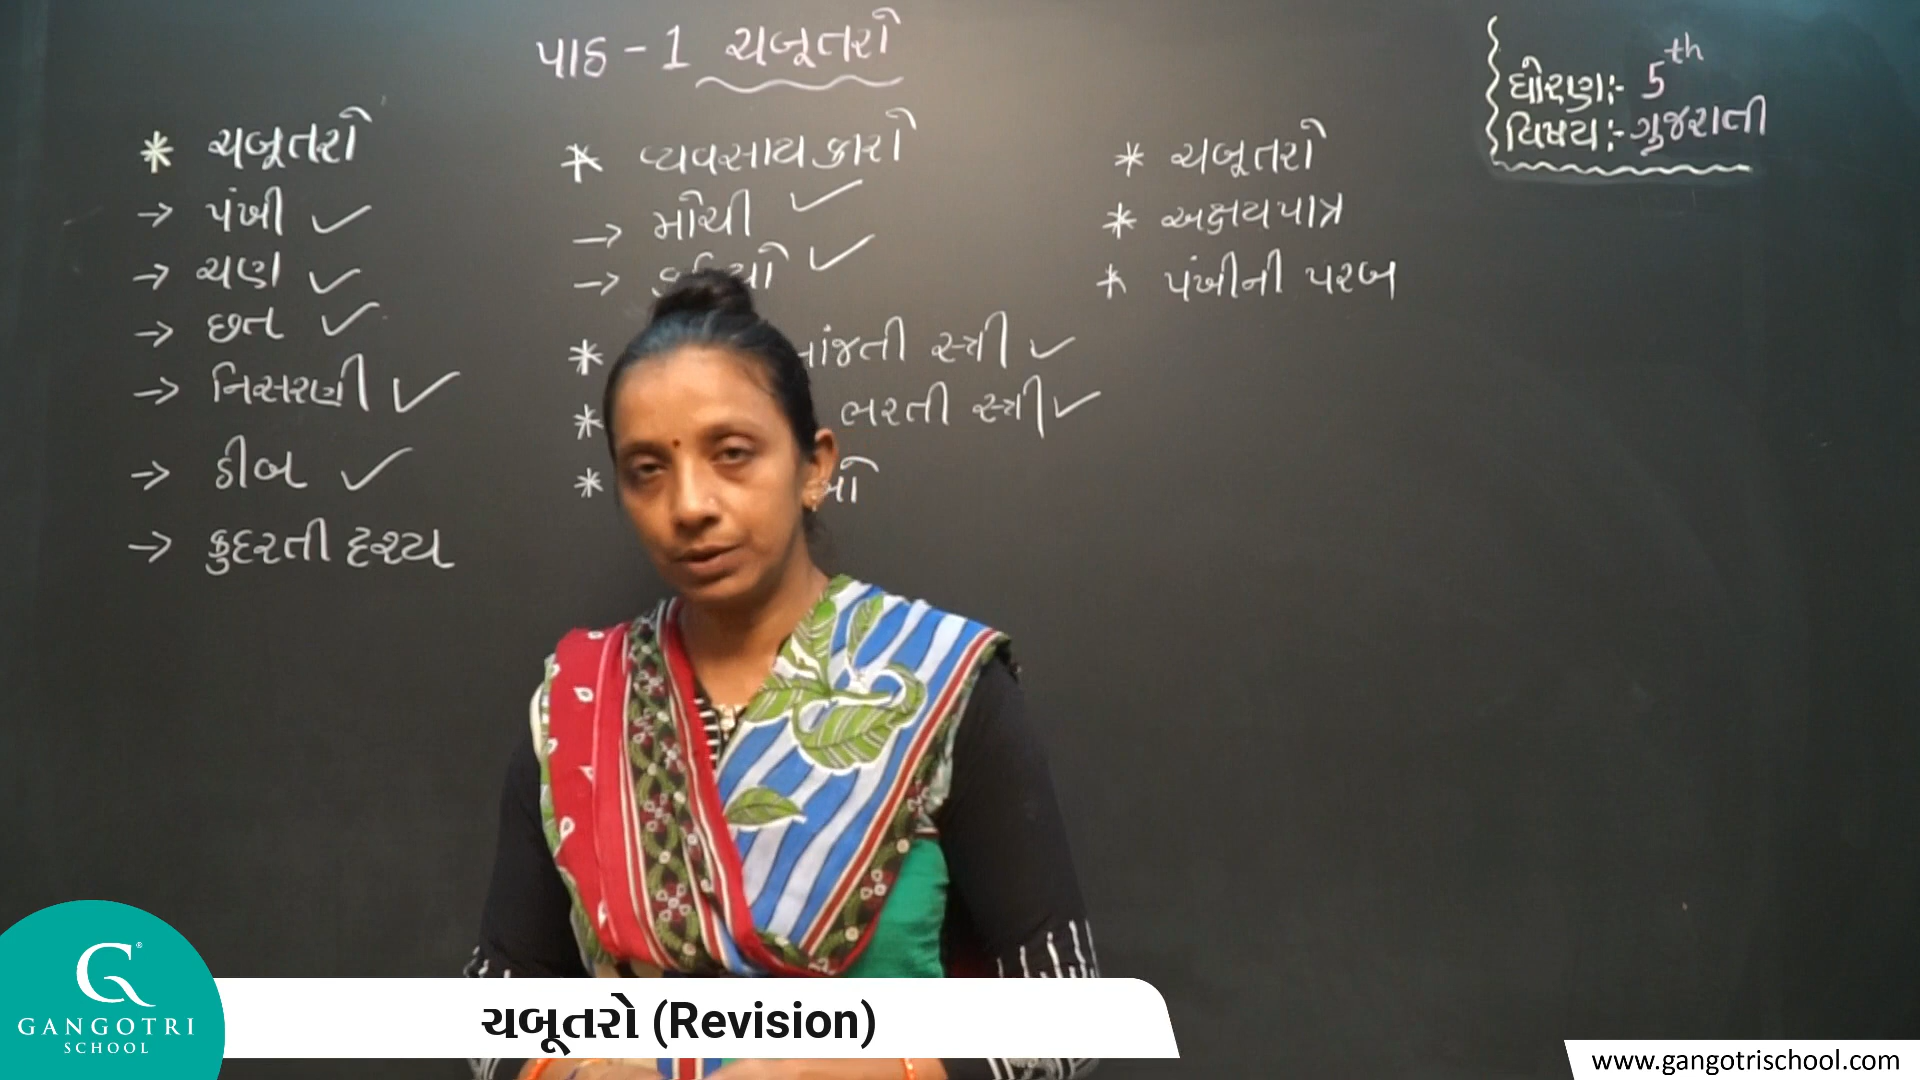 પાઠ - 1 ચબૂતરો
ધોરણ:- 5th
વિષય:- ગુજરાતી
* ચબૂતરો
→ પંખી ✓
→ ચણ ✓
→ છત ✓
→ નિસરણી ✓
→ ડીબ ✓
→ કુદરતી દૃશ્ય
* વ્યવસાયકારો
→ મોચી ✓
→ ✓
* સ્ત્રી ✓
* ભરતી સ્ત્રી ✓
*
* ચબૂતરો
* અક્ષયપાત્ર
* પંખીની પરબ
GANGOTRI
SCHOOL
ચબૂતરો (Revision)
www.gangotrischool.com